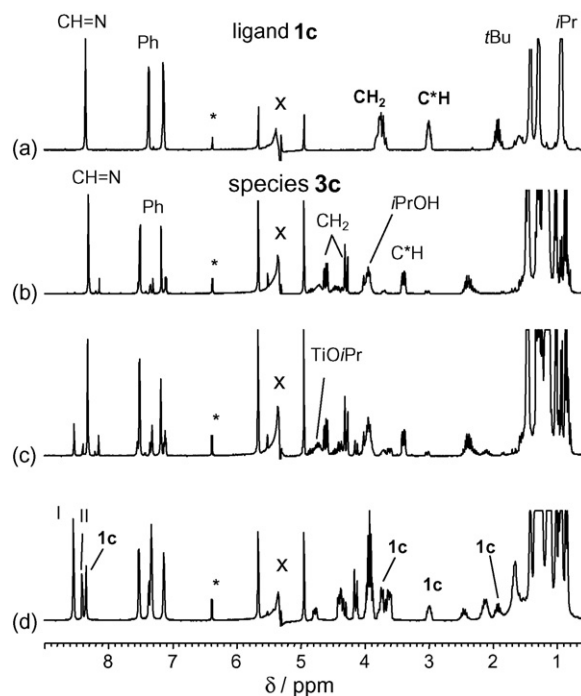 CH=N
Ph
ligand 1c
*
X
CH₂
C*H
tBu
iPr
(a)
CH=N
Ph
species 3c
*
X
CH₂
iPrOH
C*H
(b)
TiOiPr
*
X
(c)
I
II
1c
*
X
1c
1c
1c
(d)
8 7 6 5 4 3 2 1
δ / ppm